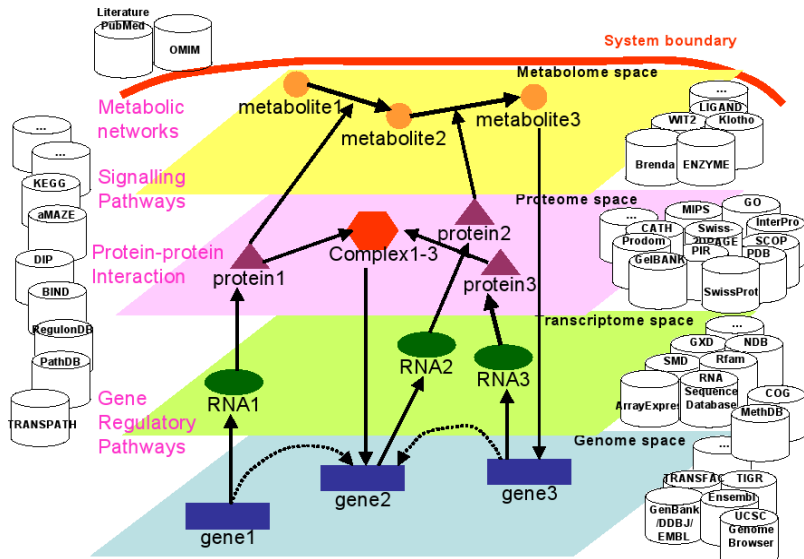 Literature
PubMed
OMIM
System boundary
Metabolome space
Metabolic
networks
metabolite1
metabolite2
metabolite3
...
LIGAND
WIT2
Klotho
Brenda
ENZYME
...
...
KEGG
aMAZE
DIP
BIND
RegulonDB
PathDB
TRANSPATH
Signalling
Pathways
Proteome space
Protein-protein
Interaction
protein1
Complex1-3
protein2
protein3
...
MIPS
GO
CATH
Swiss-
2DPAGE
InterPro
Prodom
SCOP
PIR
PDB
GelBANK
SwissProt
Transcriptome space
RNA1
RNA2
RNA3
...
GXD
NDB
SMD
Rfam
RNA
Sequence
Database
ArrayExpres
COG
MethDB
Gene
Regulatory
Pathways
Genome space
gene1
gene2
gene3
...
TRANSFAC
TIGR
Ensembl
GenBank
/DDBJ/
EMBL
UCSC
Genome
Browser